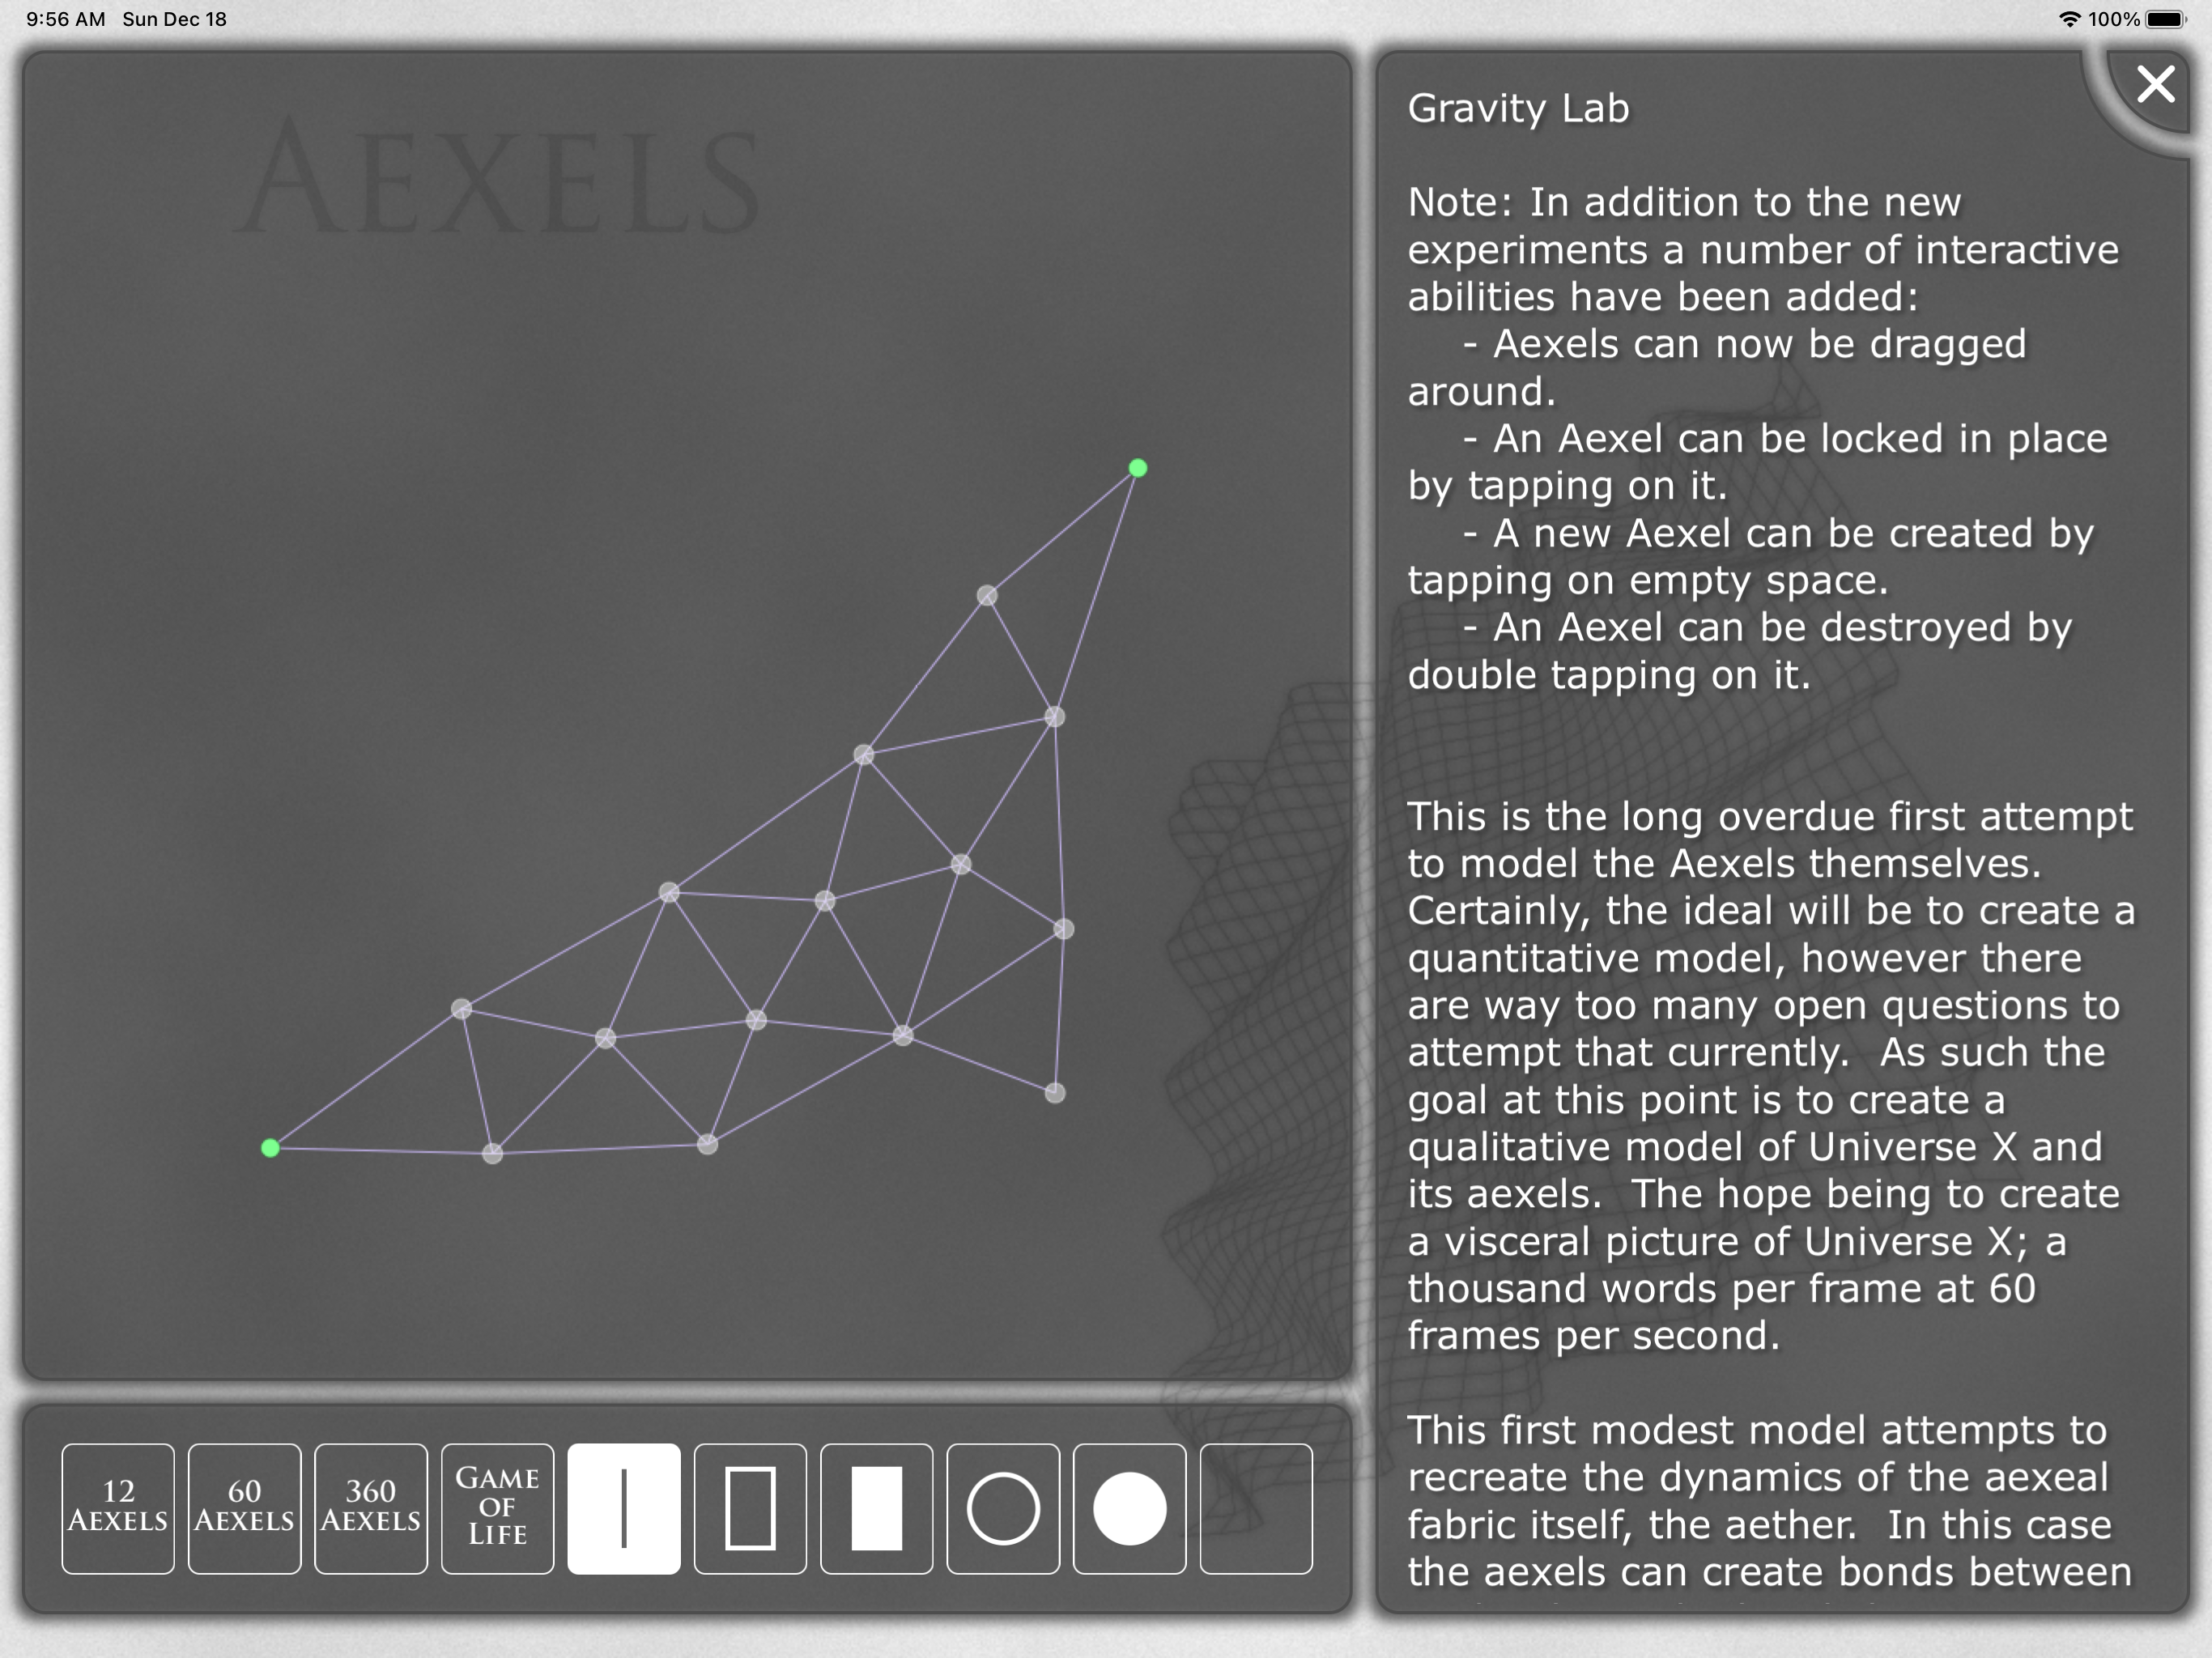 9:56 AM Sun Dec 18
100%
AEXELS
Gravity Lab
Note: In addition to the new
experiments a number of interactive
abilities have been added:
- Aexels can now be dragged
around.
- An Aexel can be locked in place
by tapping on it.
- A new Aexel can be created by
tapping on empty space.
- An Aexel can be destroyed by
double tapping on it.
This is the long overdue first attempt
to model the Aexels themselves.
Certainly, the ideal will be to create a
quantitative model, however there
are way too many open questions to
attempt that currently.  As such the
goal at this point is to create a
qualitative model of Universe X and
its aexels.  The hope being to create
a visceral picture of Universe X; a
thousand words per frame at 60
frames per second.
This first modest model attempts to
recreate the dynamics of the aexeal
fabric itself, the aether.  In this case
the aexels can create bonds between
12
AEXELS
60
AEXELS
360
AEXELS
GAME
OF
LIFE